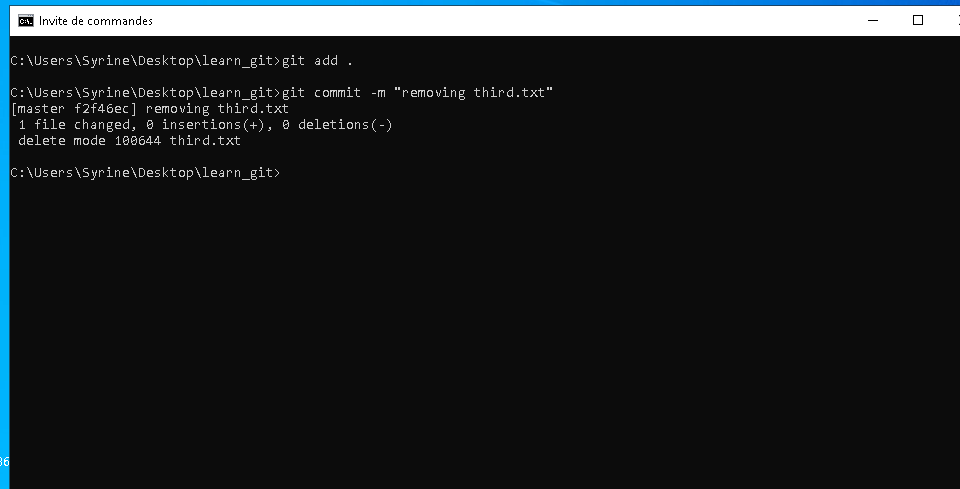 Invite de commandes
C:\Users\Syrine\Desktop\learn_git>git add .
C:\Users\Syrine\Desktop\learn_git>git commit -m "removing third.txt"
[master f2f46ec] removing third.txt
1 file changed, 0 insertions(+), 0 deletions(-)
delete mode 100644 third.txt
C:\Users\Syrine\Desktop\learn_git>